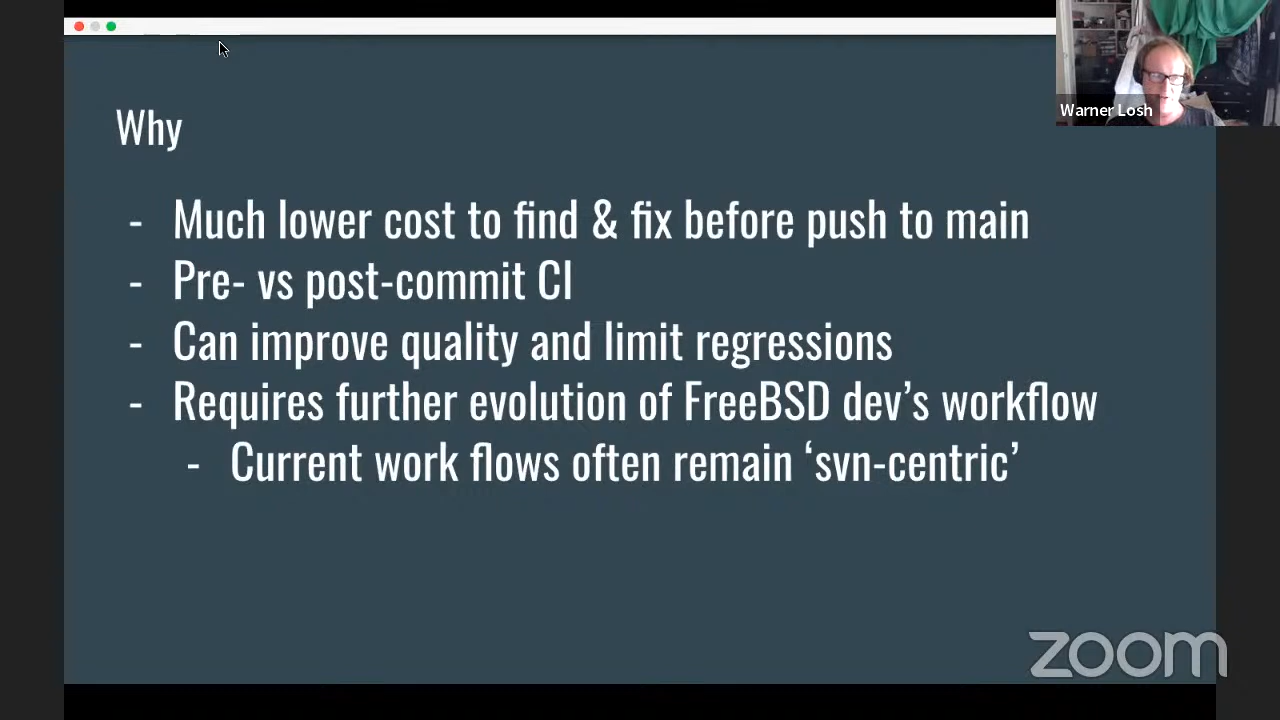 Warner Losh
Why
- Much lower cost to find & fix before push to main
- Pre- vs post-commit CI
- Can improve quality and limit regressions
- Requires further evolution of FreeBSD dev’s workflow
- Current work flows often remain ‘svn-centric’
zoom